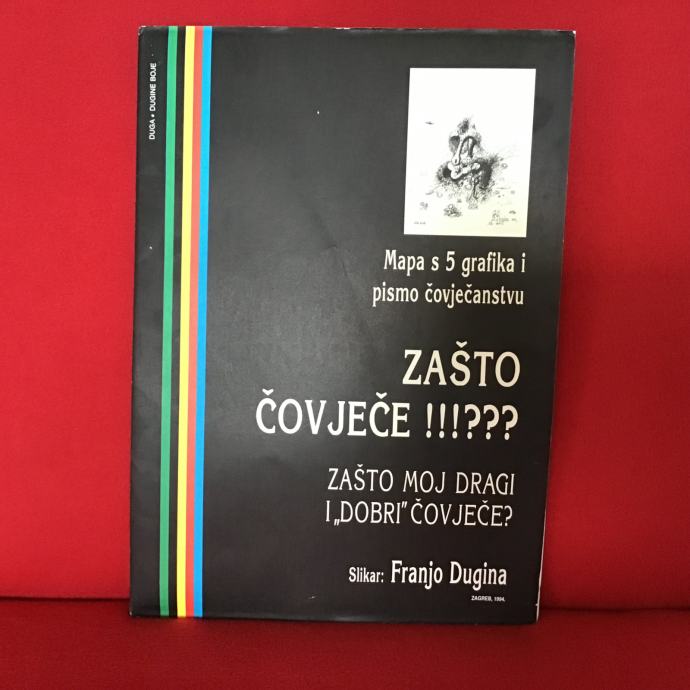 DUGA • DUGINE BOJE
Mapa s 5 grafika i
pismo čovječanstvu
ZAŠTO
ČOVJEČE !!!???
ZAŠTO MOJ DRAGI
I „DOBRI” ČOVJEČE?
Slikar: Franjo Dugina
ZAGREB, 1994.